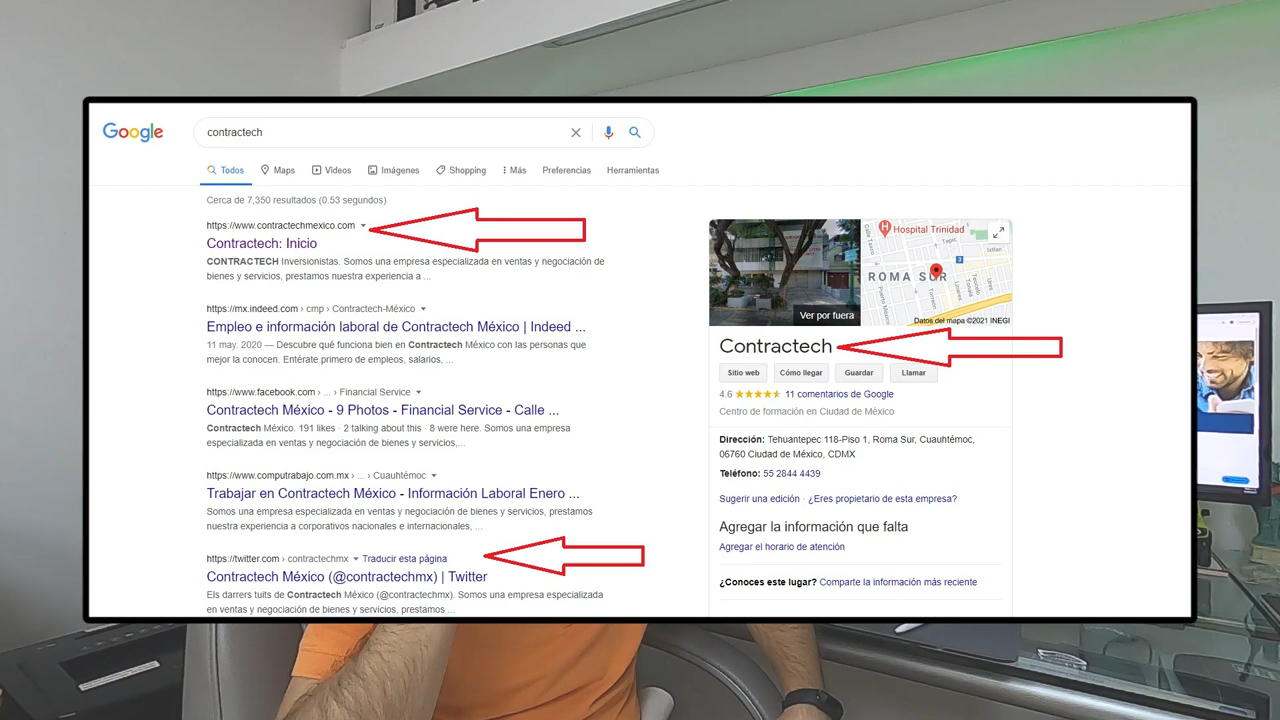 Google
contractech
Todos
Maps
Videos
Imágenes
Shopping
Más
Preferencias
Herramientas
Cerca de 7,350 resultados (0.53 segundos)
https://www.contractechmexico.com
Contractech: Inicio
CONTRACTECH Inversionistas. Somos una empresa especializada en ventas y negociación de
bienes y servicios, prestamos nuestra experiencia a ...
https://mx.indeed.com › cmp › Contractech-México
Empleo e información laboral de Contractech México | Indeed ...
11 may. 2020 — Descubre qué funciona bien en Contractech México con las personas que
mejor la conocen. Entérate primero de empleos, salarios, ...
https://www.facebook.com › ... › Financial Service
Contractech México - 9 Photos - Financial Service - Calle ...
Contractech México. 191 likes · 2 talking about this · 8 were here. Somos una empresa
especializada en ventas y negociación de bienes y servicios,...
https://www.computrabajo.com.mx › ... › Cuauhtémoc
Trabajar en Contractech México - Información Laboral Enero ...
Somos una empresa especializada en ventas y negociación de bienes y servicios, prestamos
nuestra experiencia a corporativos nacionales e internacionales, ...
https://twitter.com › contractechmx
Traducir esta página
Contractech México (@contractechmx) | Twitter
Els darrers tuits de Contractech México (@contractechmx). Somos una empresa especializada
en ventas y negociación de bienes y servicios, prestamos ...
Ver por fuera
Hospital Trinidad
Tepic
ROMA SUR
Datos del mapa ©2021 INEGI
Contractech
Sitio web
Cómo llegar
Guardar
Llamar
4.6
11 comentarios de Google
Centro de formación en Ciudad de México
Dirección: Tehuantepec 118-Piso 1, Roma Sur, Cuauhtémoc,
06760 Ciudad de México, CDMX
Teléfono: 55 2844 4439
Sugerir una edición · ¿Eres propietario de esta empresa?
Agregar la información que falta
Agregar el horario de atención
¿Conoces este lugar? Comparte la información más reciente